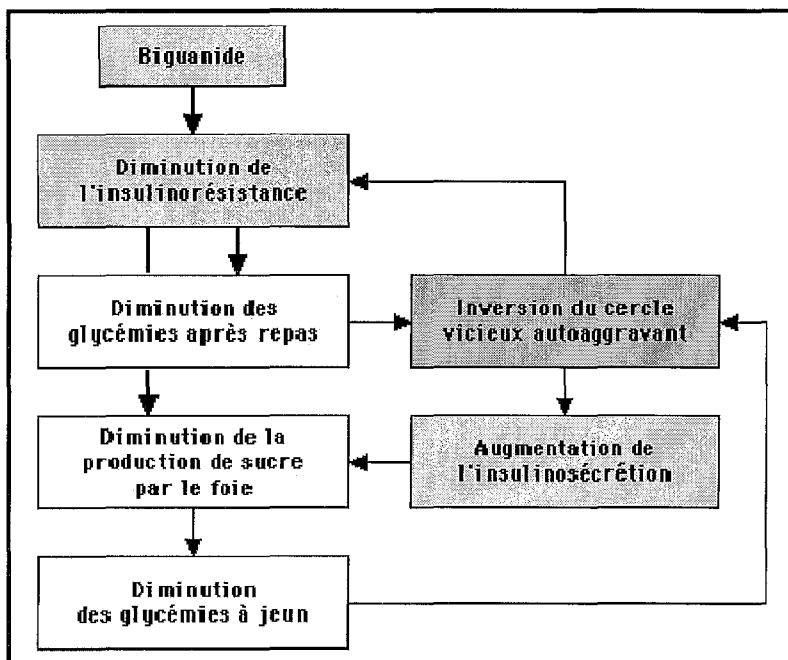 Biguanide
Diminution de
l'insulinorésistance
Diminution des
glycémies après repas
Inversion du cercle
vicieux autoaggravant
Diminution de la
production de sucre
par le foie
Augmentation de
l'insulinosécrétion
Diminution
des glycémies à jeun